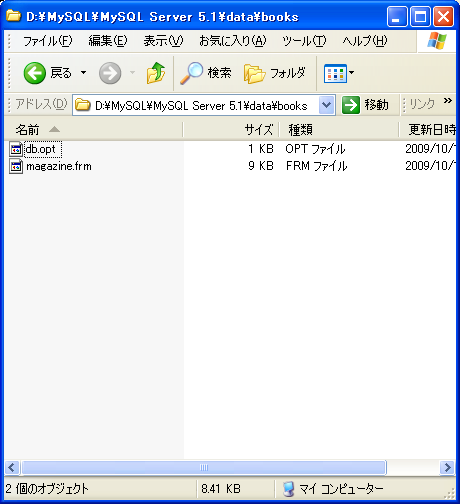 D:¥MySQL¥MySQL Server 5.1¥data¥books
ファイル(F) 編集(E) 表示(V) お気に入り(A) ツール(T) ヘルプ(H)
戻る 検索 フォルダ
アドレス(D) D:¥MySQL¥MySQL Server 5.1¥data¥books 移動 リンク »
名前 サイズ 種類 更新日時
db.opt 1 KB OPT ファイル 2009/10/
magazine.frm 9 KB FRM ファイル 2009/10/
2 個のオブジェクト 8.41 KB マイ コンピューター